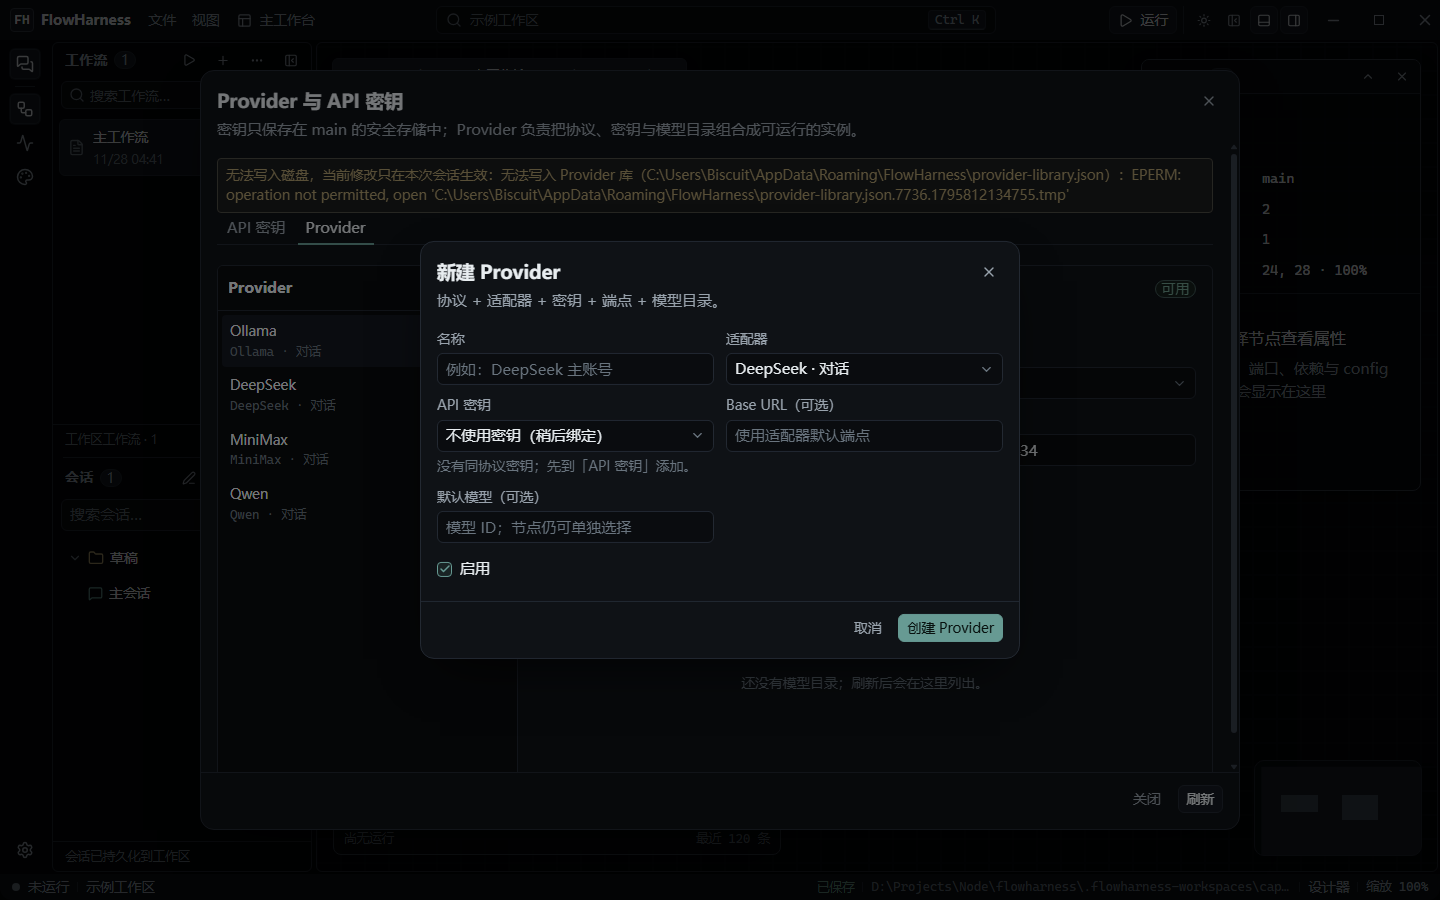 FH FlowHarness 文件 视图 主工作台
示例工作区 Ctrl K
运行
工作流 1
搜索工作流...
主工作流
11/28 04:41
工作区工作流 · 1
会话 1
搜索会话...
草稿
主会话
会话已持久化到工作区
Provider 与 API 密钥
密钥只保存在 main 的安全存储中；Provider 负责把协议、密钥与模型目录组合成可运行的实例。
无法写入磁盘，当前修改只在本次会话生效：无法写入 Provider 库（C:\Users\Biscuit\AppData\Roaming\FlowHarness\provider-library.json）：EPERM:
operation not permitted, open 'C:\Users\Biscuit\AppData\Roaming\FlowHarness\provider-library.json.7736.1795812134755.tmp'
API 密钥 Provider
Provider
Ollama
Ollama · 对话
DeepSeek
DeepSeek · 对话
MiniMax
MiniMax · 对话
Qwen
Qwen · 对话
可用
34
还没有模型目录；刷新后会在这里列出。
关闭 刷新
新建 Provider
协议 + 适配器 + 密钥 + 端点 + 模型目录。
名称
例如：DeepSeek 主账号
适配器
DeepSeek · 对话
API 密钥
不使用密钥（稍后绑定）
没有同协议密钥；先到「API 密钥」添加。
Base URL（可选）
使用适配器默认端点
默认模型（可选）
模型 ID；节点仍可单独选择
启用
取消 创建 Provider
main
2
1
24, 28 · 100%
择节点查看属性
端口、依赖与 config
会显示在这里
尚无运行 最近 120 条
未运行 示例工作区
已保存 D:\Projects\Node\flowharness\.flowharness-workspaces\cap… 设计器 缩放 100%